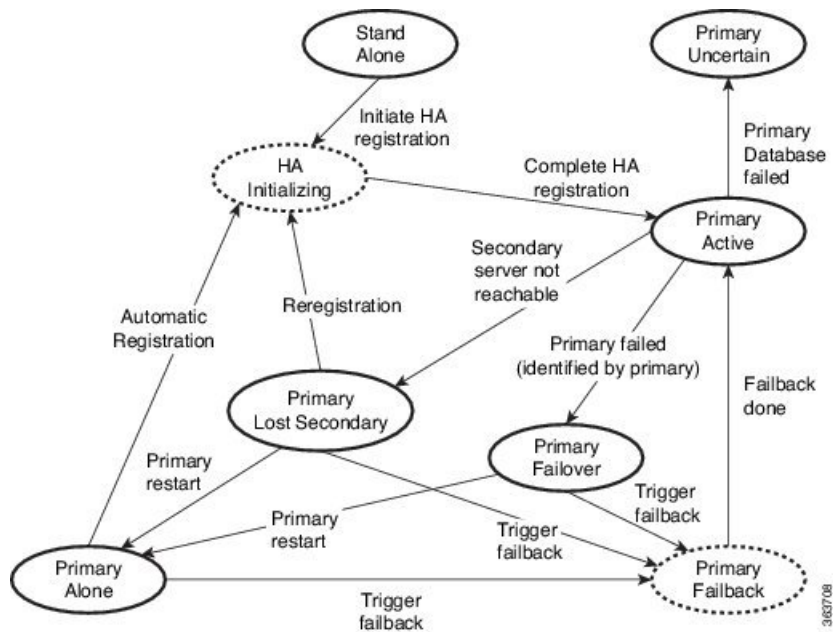 Stand
Alone
Primary
Uncertain
Initiate HA
registration
Primary
Database
failed
HA
Initializing
Complete HA
registration
Primary
Active
Secondary
server not
reachable
Automatic
Registration
Reregistration
Primary failed
(identified by primary)
Failback
done
Primary
Lost Secondary
Primary
Failover
Primary
restart
Trigger
failback
Primary
restart
Trigger
failback
Primary
Alone
Primary
Failback
Trigger
failback
363708